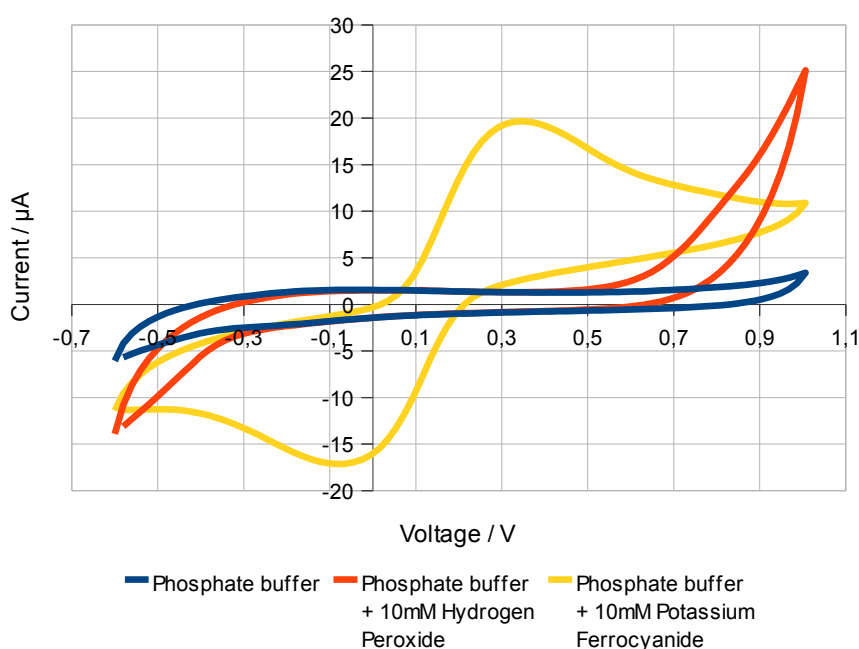 30
25
20
15
10
5
0
-5
-10
-15
-20
-0,7 -0,5 -0,3 -0,1 0,1 0,3 0,5 0,7 0,9 1,1
Current / µA
Voltage / V
Phosphate buffer
Phosphate buffer
+ 10mM Hydrogen
Peroxide
Phosphate buffer
+ 10mM Potassium
Ferrocyanide